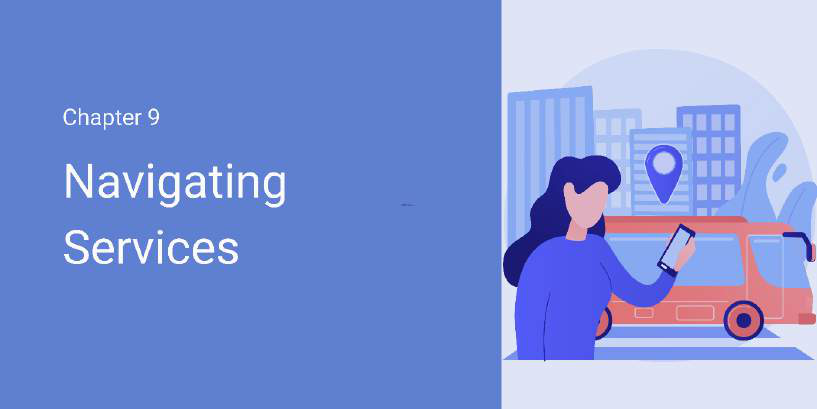 Chapter 9
Navigating
Services